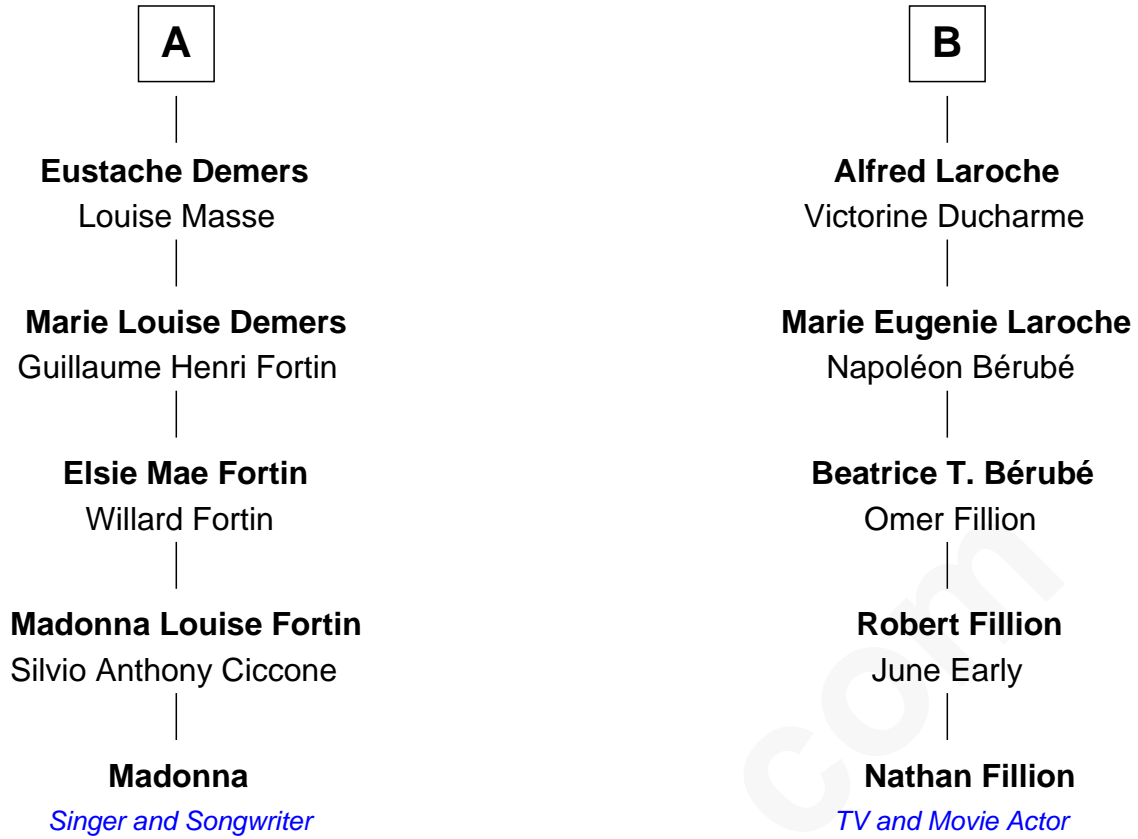 A
Eustache Demers
Louise Masse
Marie Louise Demers
Guillaume Henri Fortin
Elsie Mae Fortin
Willard Fortin
Madonna Louise Fortin
Silvio Anthony Ciccone
Madonna
Singer and Songwriter
B
Alfred Laroche
Victorine Ducharme
Marie Eugenie Laroche
Napoléon Bérubé
Beatrice T. Bérubé
Omer Fillion
Robert Fillion
June Early
Nathan Fillion
TV and Movie Actor
com